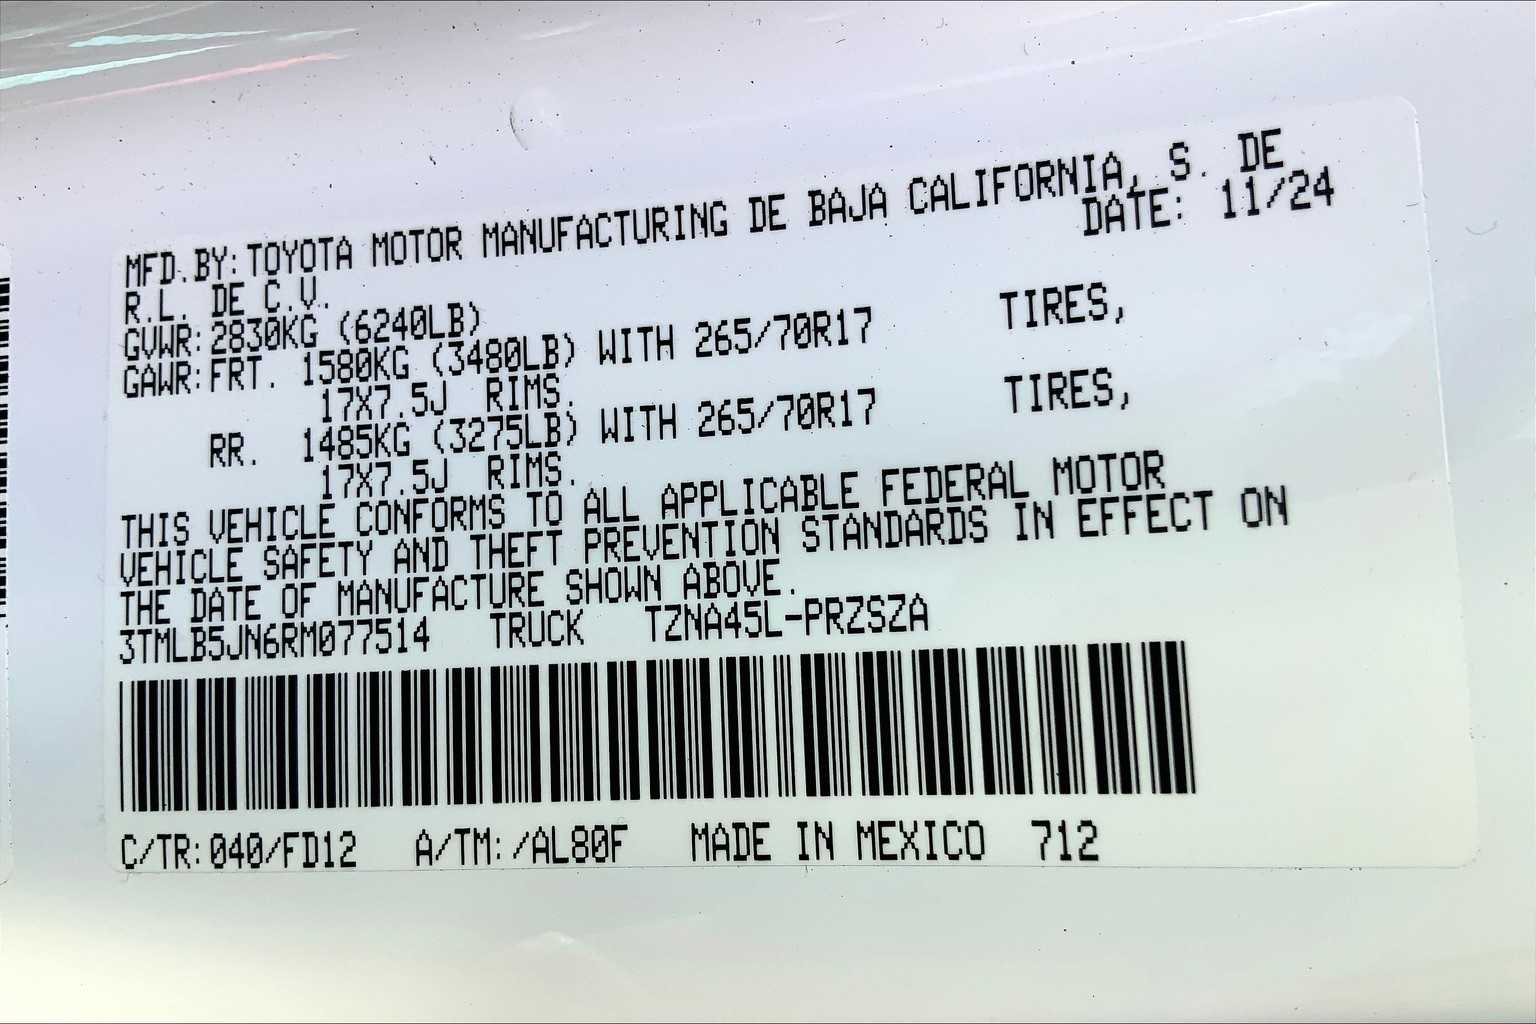 MFD.BY:TOYOTA MOTOR MANUFACTURING DE BAJA CALIFORNIA, S. DE
R.L. DE C.V. DATE: 11/24
GVWR:2830KG (6240LB)
GAWR:FRT. 1580KG (3480LB) WITH 265/70R17 TIRES,
17X7.5J RIMS.
RR. 1485KG (3275LB) WITH 265/70R17 TIRES,
17X7.5J RIMS.
THIS VEHICLE CONFORMS TO ALL APPLICABLE FEDERAL MOTOR
VEHICLE SAFETY AND THEFT PREVENTION STANDARDS IN EFFECT ON
THE DATE OF MANUFACTURE SHOWN ABOVE.
3TMLB5JN6RM077514 TRUCK TZNA45L-PRZSZA
C/TR:040/FD12 A/TM:/AL80F MADE IN MEXICO 712